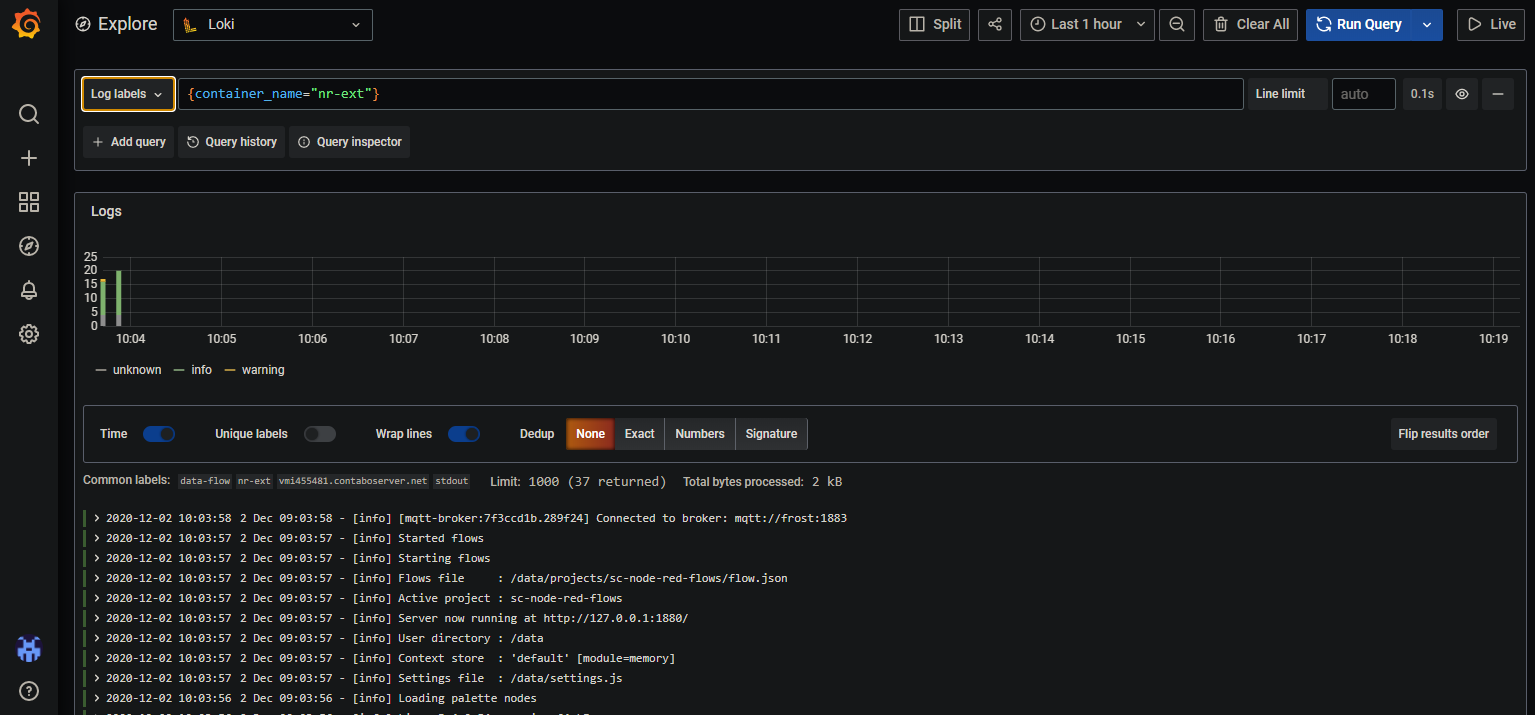 Explore Loki Split Last 1 hour Clear All Run Query Live
Log labels {container_name="nr-ext"} Line limit auto 0.1s
Add query Query history Query inspector
Logs
25
20
15
10
5
0
10:04 10:05 10:06 10:07 10:08 10:09 10:10 10:11 10:12 10:13 10:14 10:15 10:16 10:17 10:18 10:19
unknown info warning
Time Unique labels Wrap lines Dedup None Exact Numbers Signature Flip results order
Common labels: data-flow nr-ext vmi455481.contaboserver.net stdout Limit: 1000 (37 returned) Total bytes processed: 2 kB
2020-12-02 10:03:58 2 Dec 09:03:58 - [info] [mqtt-broker:7f3ccd1b.289f24] Connected to broker: mqtt://frost:1883
2020-12-02 10:03:57 2 Dec 09:03:57 - [info] Started flows
2020-12-02 10:03:57 2 Dec 09:03:57 - [info] Starting flows
2020-12-02 10:03:57 2 Dec 09:03:57 - [info] Flows file : /data/projects/sc-node-red-flows/flow.json
2020-12-02 10:03:57 2 Dec 09:03:57 - [info] Active project : sc-node-red-flows
2020-12-02 10:03:57 2 Dec 09:03:57 - [info] Server now running at http://127.0.0.1:1880/
2020-12-02 10:03:57 2 Dec 09:03:57 - [info] User directory : /data
2020-12-02 10:03:57 2 Dec 09:03:57 - [info] Context store : 'default' [module=memory]
2020-12-02 10:03:57 2 Dec 09:03:57 - [info] Settings file : /data/settings.js
2020-12-02 10:03:56 2 Dec 09:03:56 - [info] Loading palette nodes